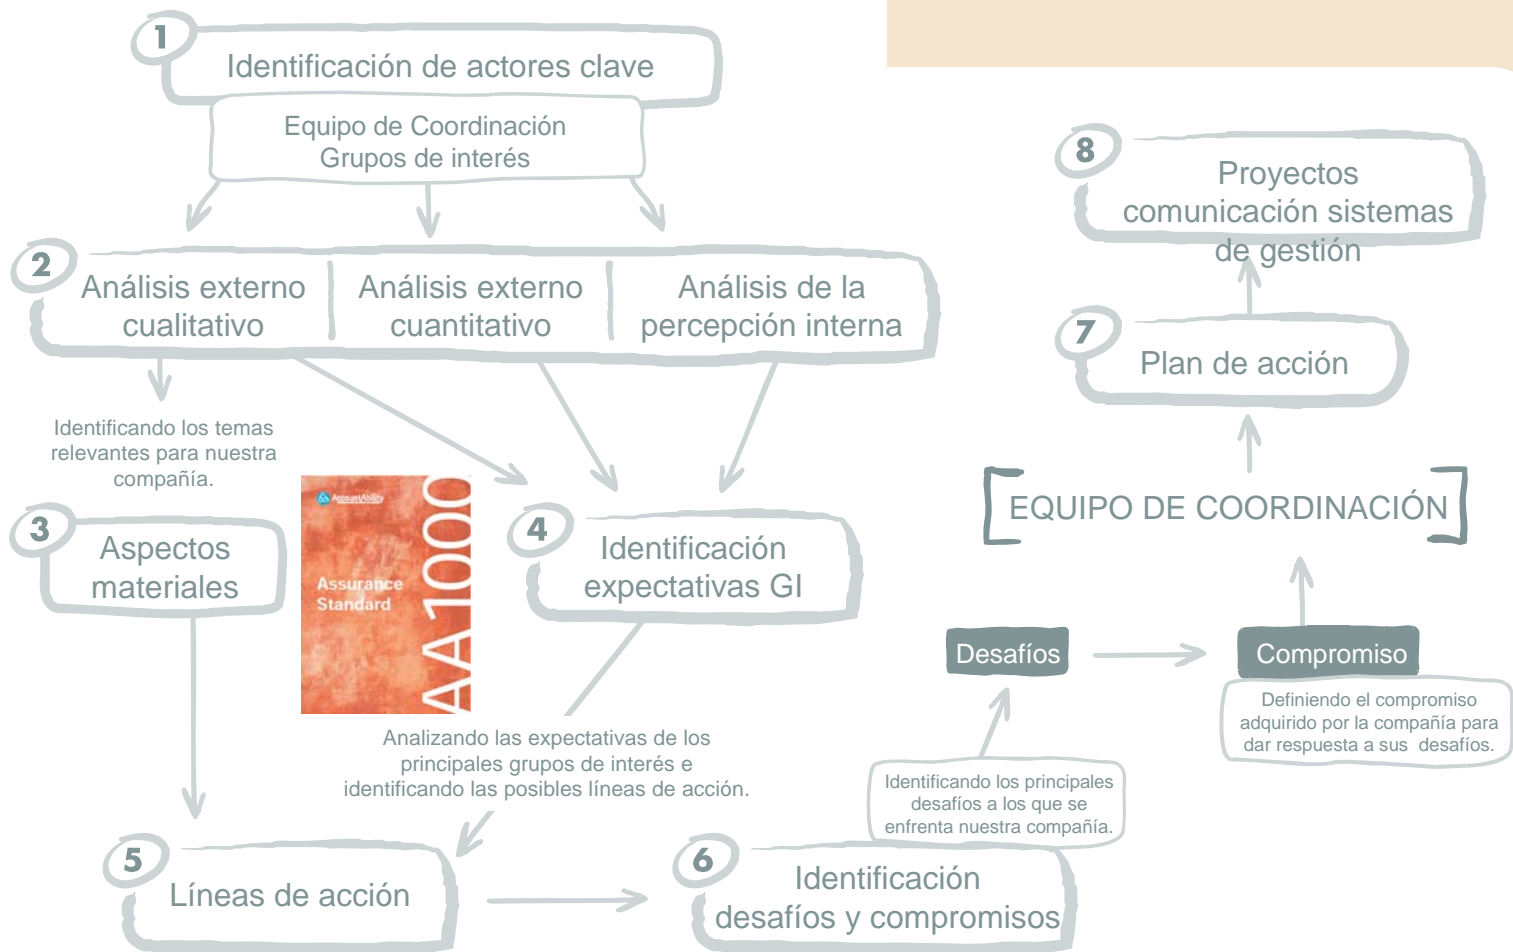 1
Identificación de actores clave
Equipo de Coordinación
Grupos de interés
2
Análisis externo
cualitativo
Análisis externo
cuantitativo
Análisis de la
percepción interna
Identificando los temas
relevantes para nuestra
compañía.
3
Aspectos
materiales
AccountAbility
Assurance
Standard
AA1000
4
Identificación
expectativas GI
Analizando las expectativas de los
principales grupos de interés e
identificando las posibles líneas de acción.
5
Líneas de acción
6
Identificación
desafíos y compromisos
Identificando los principales
desafíos a los que se
enfrenta nuestra compañía.
Desafíos
Compromiso
Definiendo el compromiso
adquirido por la compañía para
dar respuesta a sus desafíos.
EQUIPO DE COORDINACIÓN
7
Plan de acción
8
Proyectos
comunicación sistemas
de gestión